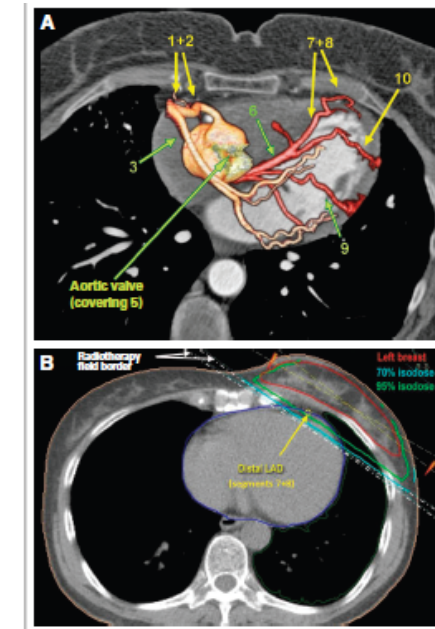 A
1+2
7+8
10
6
3
9
Aortic valve
(covering 5)
B
Radiotherapy
field border
Left breast
70% isodose
95% isodose
Distal LAD
(segments 7+8)